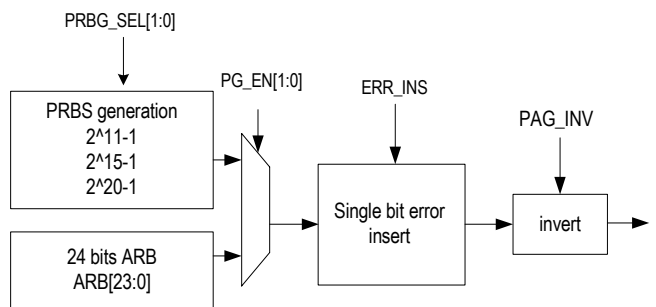 PRBG_SEL[1:0]
PG_EN[1:0]
ERR_INS
PAG_INV
PRBS generation
2^11-1
2^15-1
2^20-1
Single bit error
insert
invert
24 bits ARB
ARB[23:0]